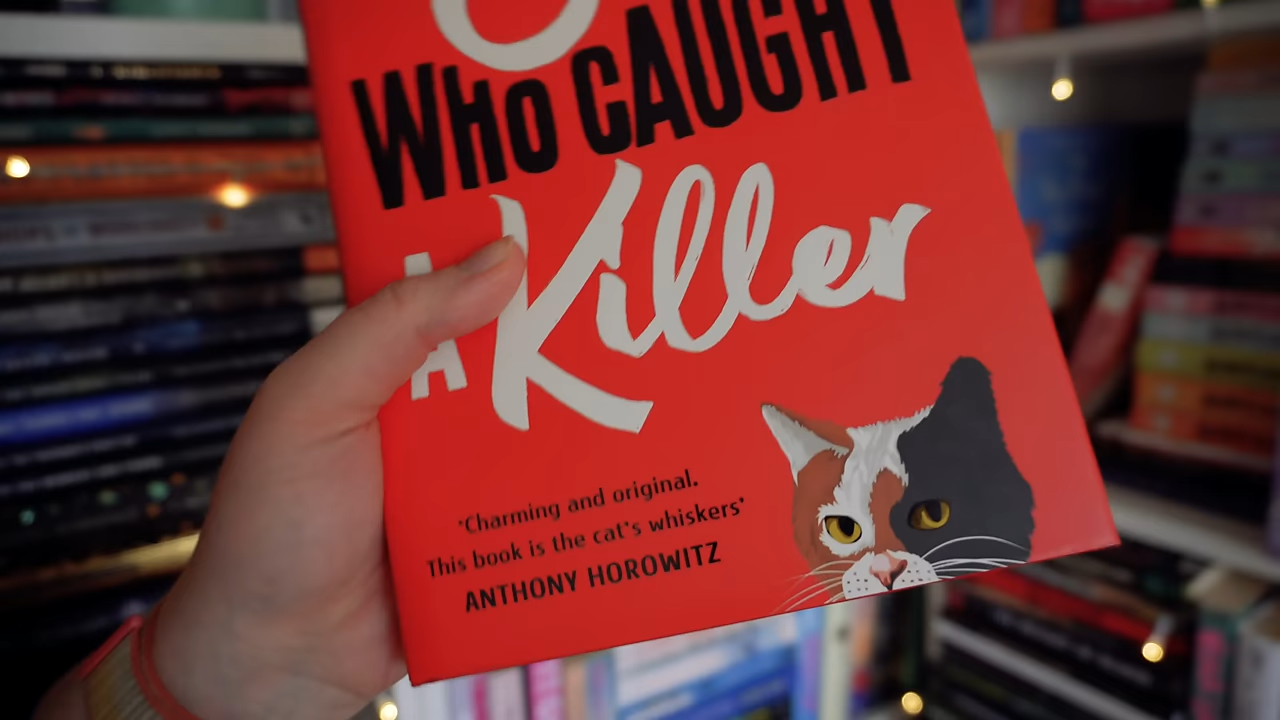 WHo CAUGHT
A Killer
'Charming and original.
This book is the cat's whiskers'
ANTHONY HOROWITZ